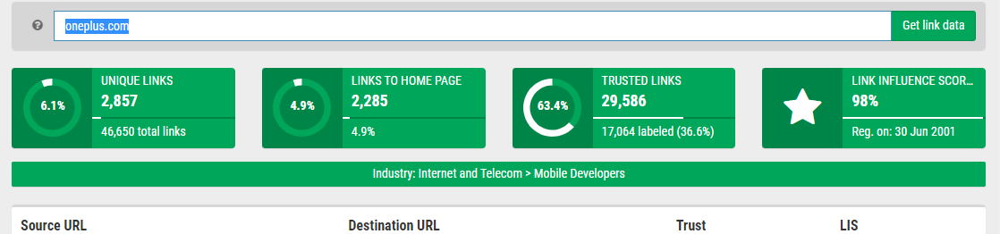 oneplus.com
Get link data
6.1%
UNIQUE LINKS
2,857
46,650 total links
4.9%
LINKS TO HOME PAGE
2,285
4.9%
63.4%
TRUSTED LINKS
29,586
17,064 labeled (36.6%)
LINK INFLUENCE SCOR...
98%
Reg. on: 30 Jun 2001
Industry: Internet and Telecom > Mobile Developers
Source URL Destination URL Trust LIS